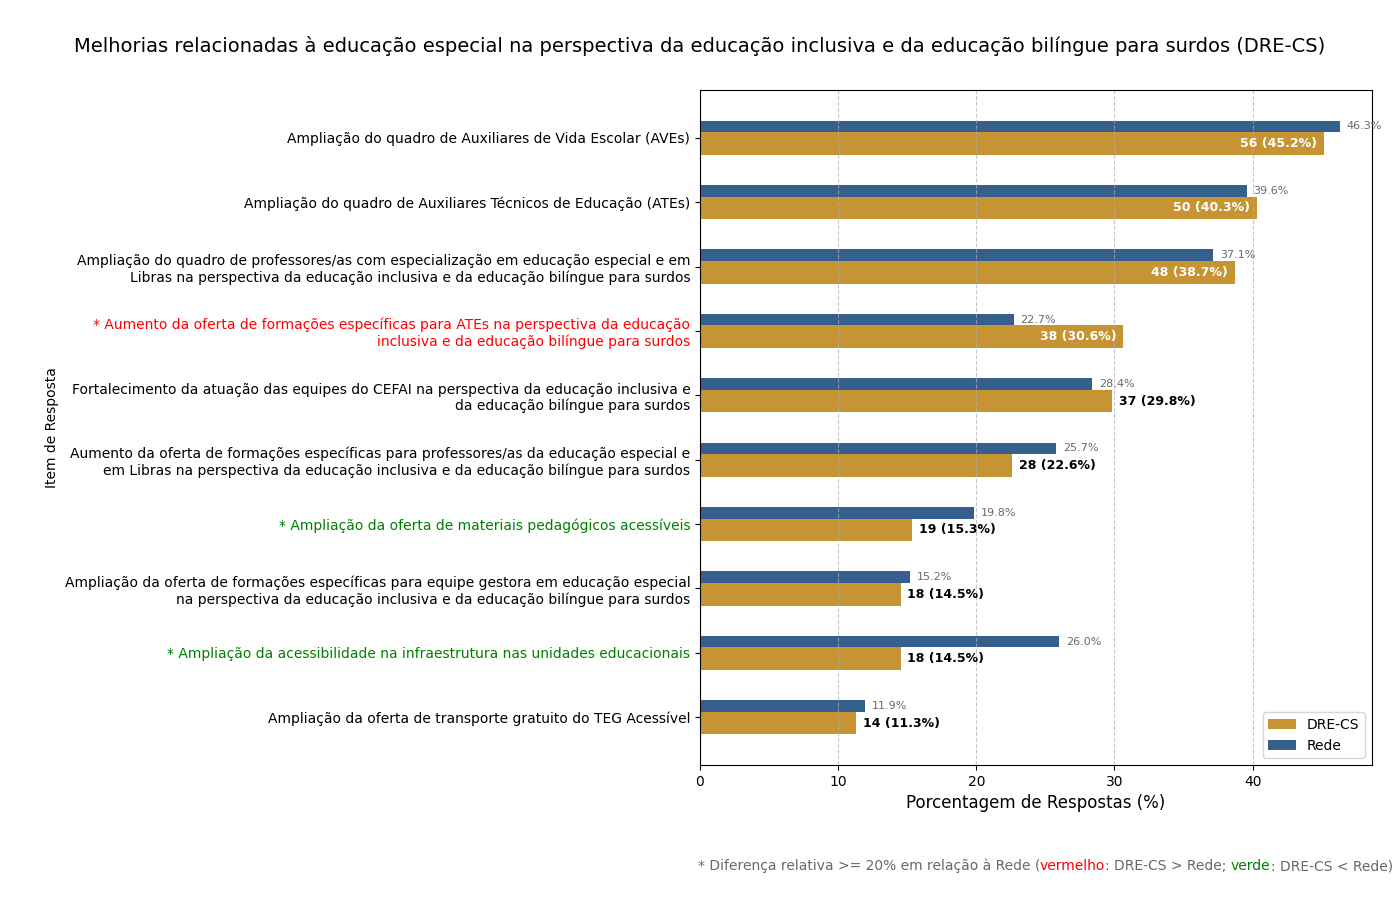 Melhorias relacionadas à educação especial na perspectiva da educação inclusiva e da educação bilíngue para surdos (DRE-CS)
Item de Resposta
Ampliação do quadro de Auxiliares de Vida Escolar (AVEs)
46.3%
56 (45.2%)
Ampliação do quadro de Auxiliares Técnicos de Educação (ATEs)
39.6%
50 (40.3%)
Ampliação do quadro de professores/as com especialização em educação especial e em
Libras na perspectiva da educação inclusiva e da educação bilíngue para surdos
37.1%
48 (38.7%)
* Aumento da oferta de formações específicas para ATEs na perspectiva da educação
inclusiva e da educação bilíngue para surdos
22.7%
38 (30.6%)
Fortalecimento da atuação das equipes do CEFAI na perspectiva da educação inclusiva e
da educação bilíngue para surdos
28.4%
37 (29.8%)
Aumento da oferta de formações específicas para professores/as da educação especial e
em Libras na perspectiva da educação inclusiva e da educação bilíngue para surdos
25.7%
28 (22.6%)
* Ampliação da oferta de materiais pedagógicos acessíveis
19.8%
19 (15.3%)
Ampliação da oferta de formações específicas para equipe gestora em educação especial
na perspectiva da educação inclusiva e da educação bilíngue para surdos
15.2%
18 (14.5%)
* Ampliação da acessibilidade na infraestrutura nas unidades educacionais
26.0%
18 (14.5%)
Ampliação da oferta de transporte gratuito do TEG Acessível
11.9%
14 (11.3%)
DRE-CS
Rede
0 10 20 30 40
Porcentagem de Respostas (%)
* Diferença relativa >= 20% em relação à Rede (vermelho: DRE-CS > Rede; verde: DRE-CS < Rede)